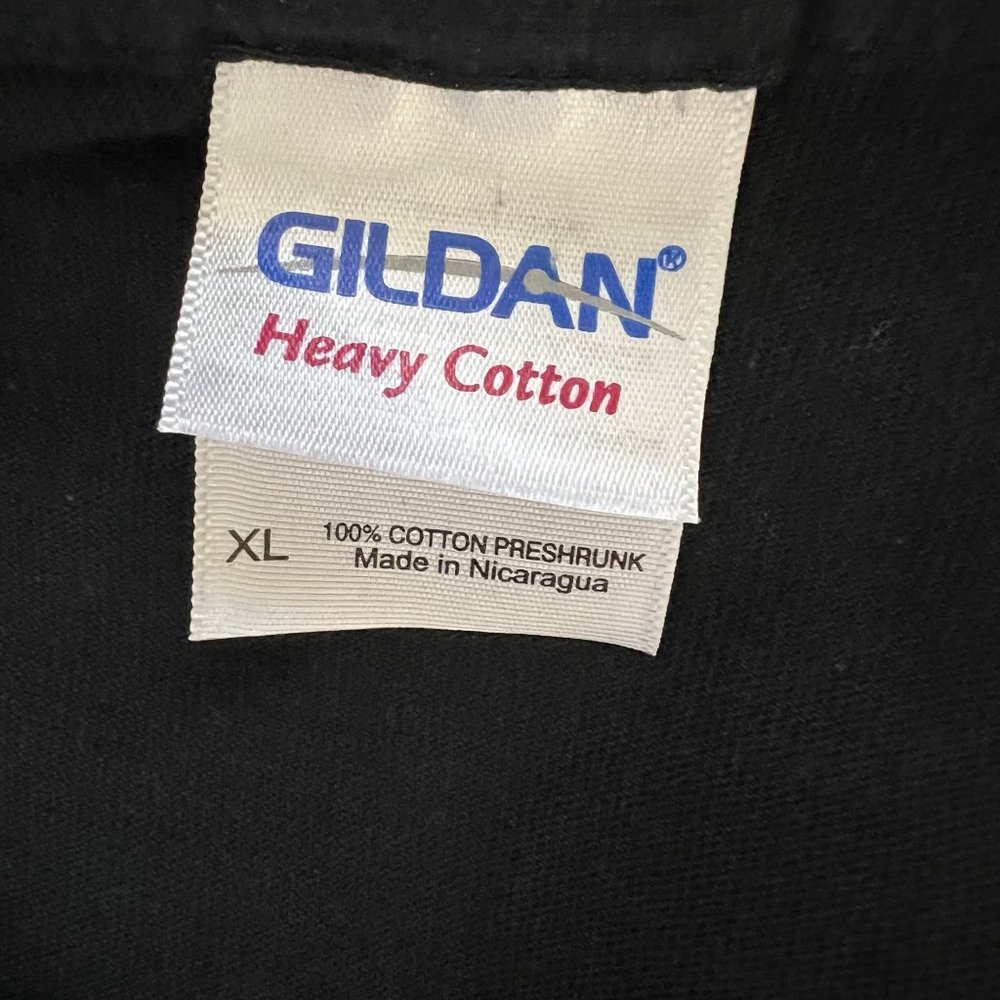 GILDAN®
Heavy Cotton
XL 100% COTTON PRESHRUNK
Made in Nicaragua